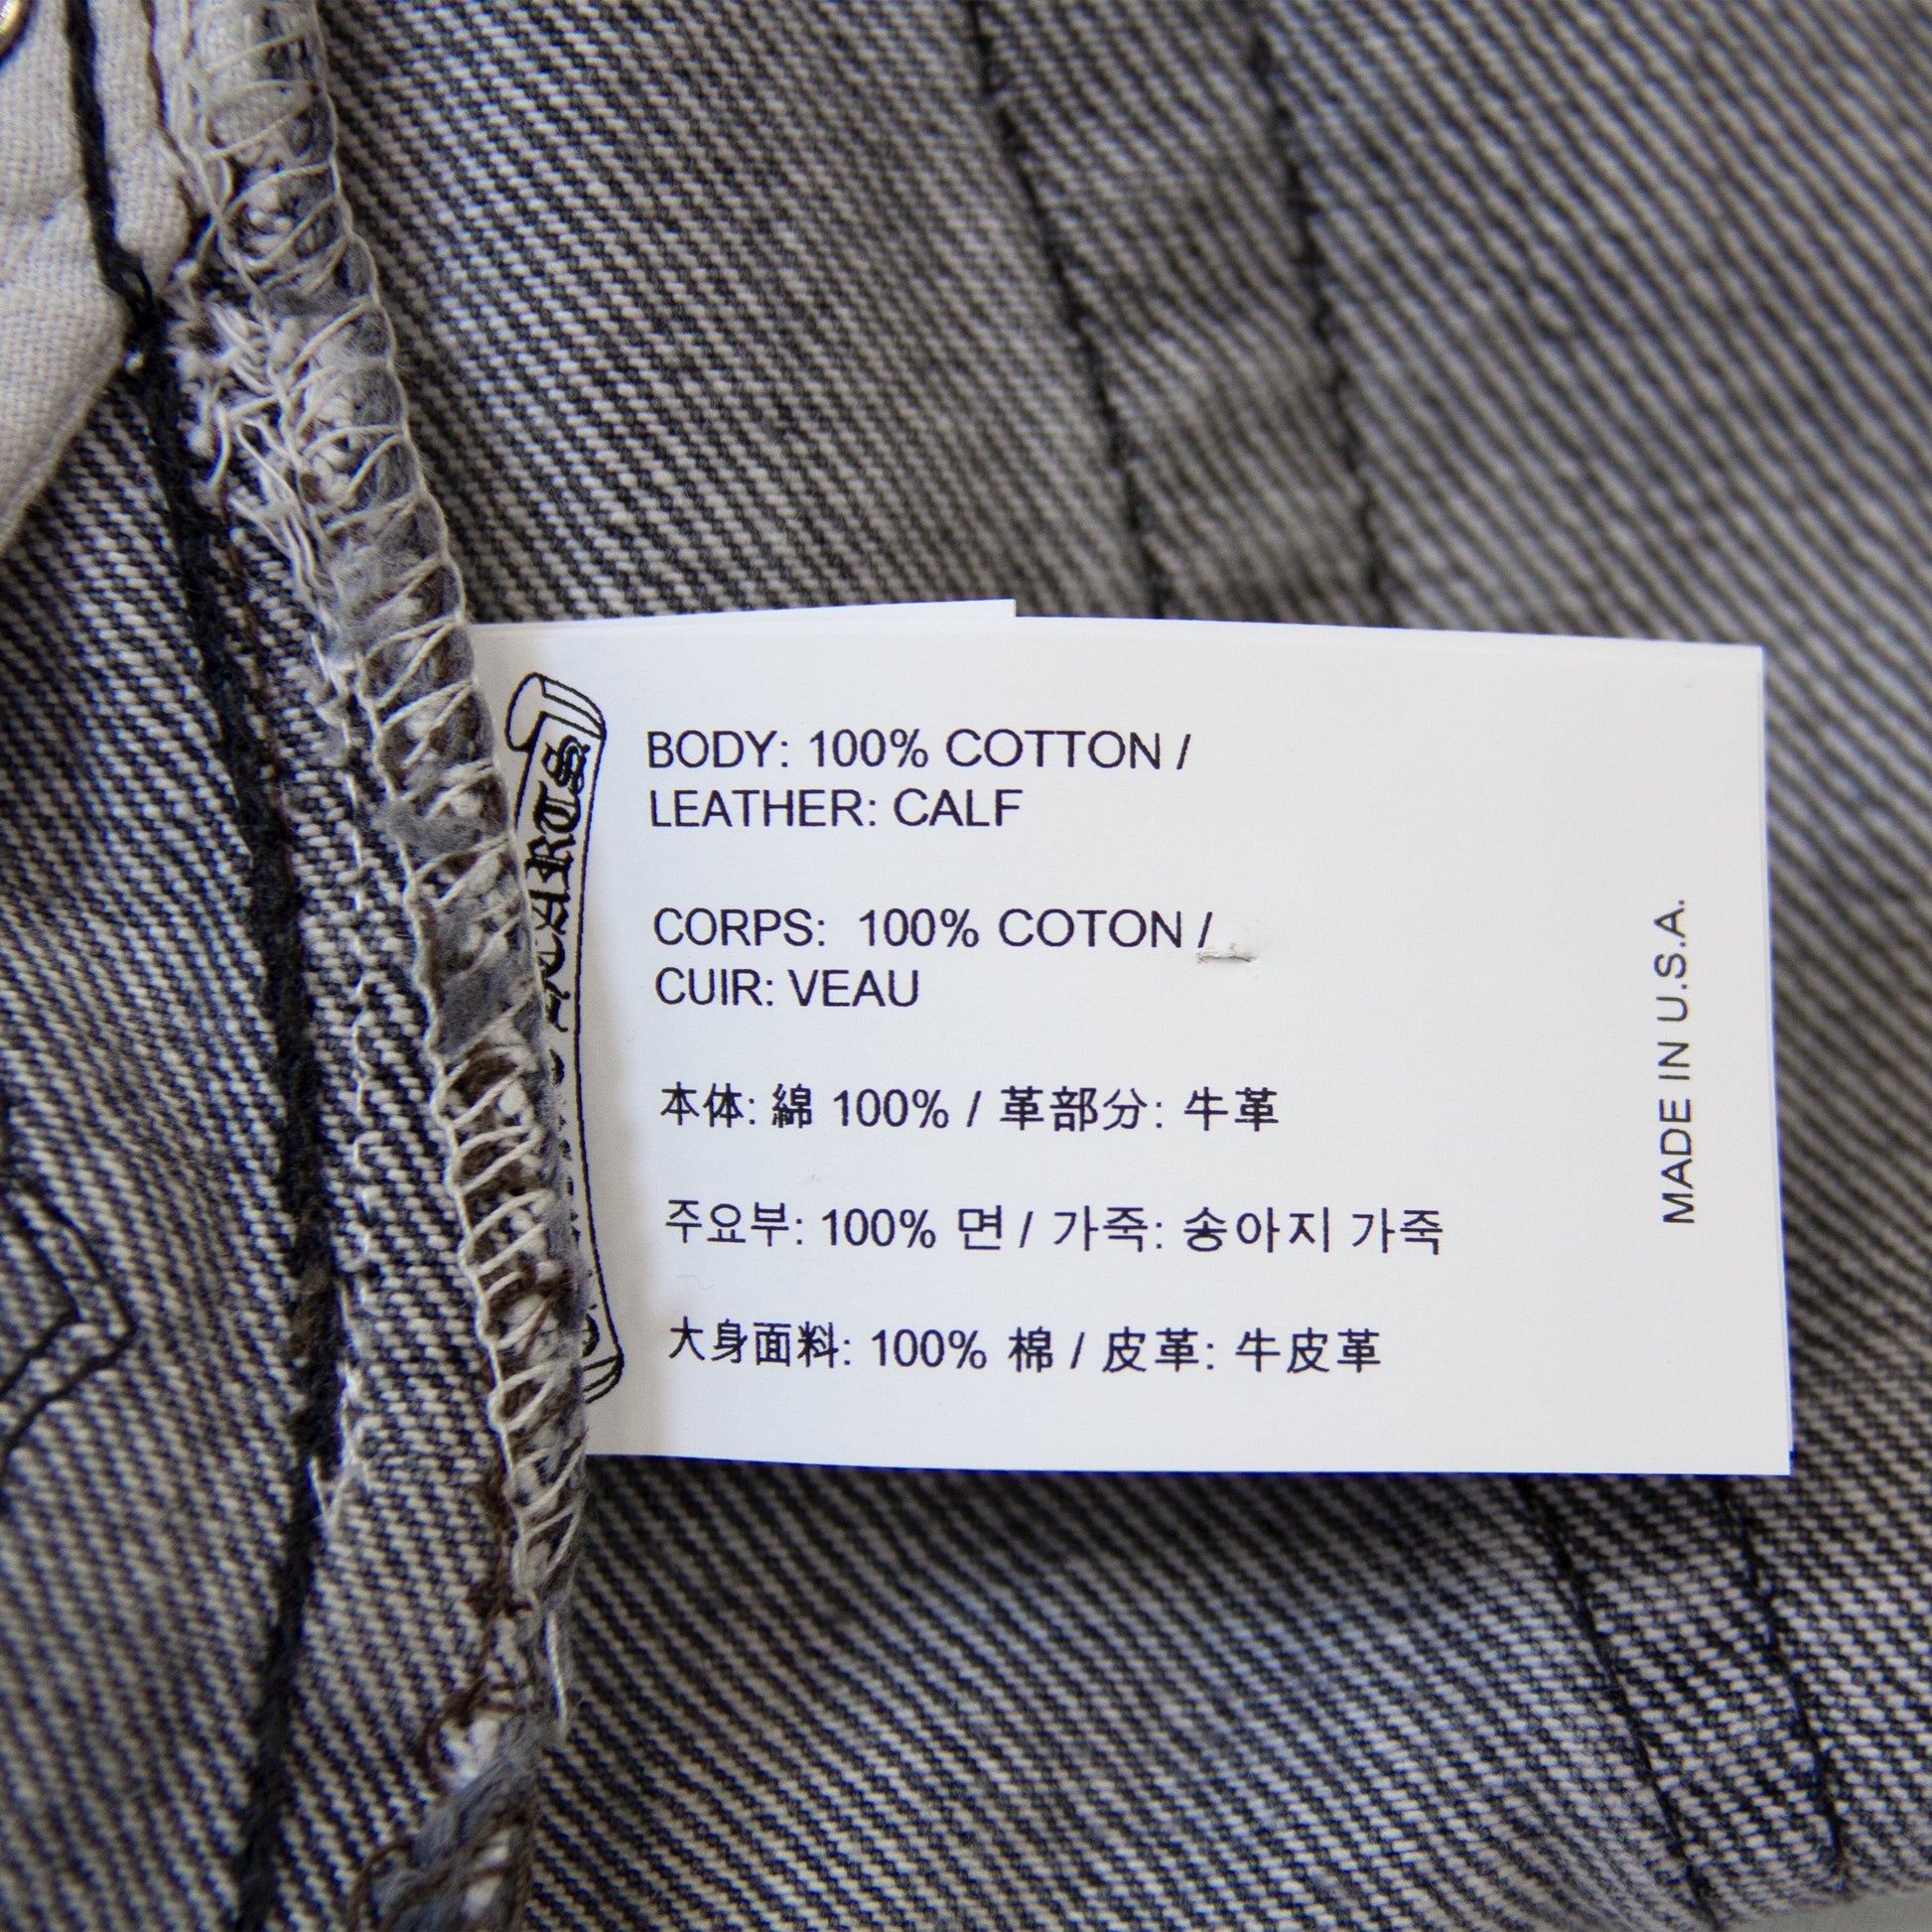 BODY: 100% COTTON /
LEATHER: CALF
CORPS: 100% COTON /
CUIR: VEAU
本体: 綿 100% / 革部分: 牛革
주요부: 100% 면 / 가죽: 송아지 가죽
大身面料: 100% 棉 / 皮革: 牛皮革
MADE IN U.S.A.